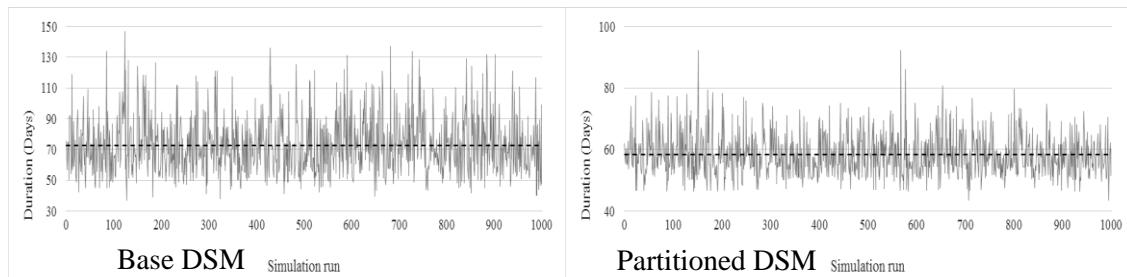 Duration (Days)
150
130
110
90
70
50
30
0 100 200 300 400 500 600 700 800 900 1000
Base DSM
Simulation run
Duration (Days)
100
80
60
40
0 100 200 300 400 500 600 700 800 900 1000
Partitioned DSM
Simulation run